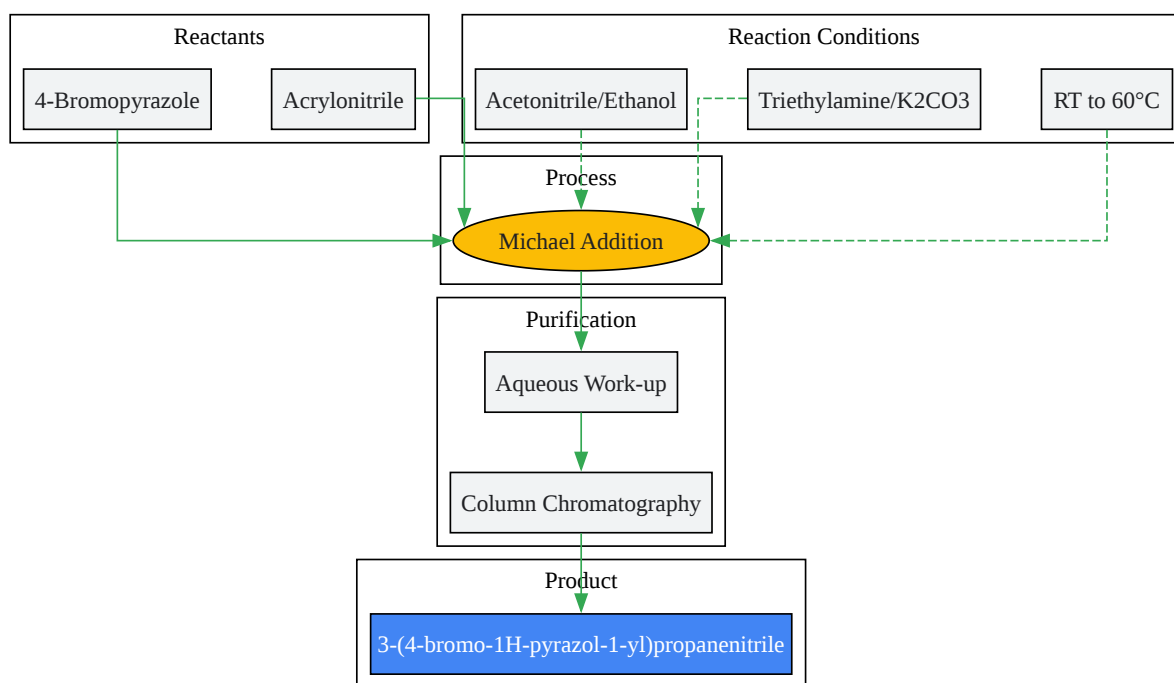 Reactants
Reaction Conditions
4-Bromopyrazole
Acrylonitrile
Acetonitrile/Ethanol
Triethylamine/K2CO3
RT to 60°C
Process
Michael Addition
Purification
Aqueous Work-up
Column Chromatography
Product
3-(4-bromo-1H-pyrazol-1-yl)propanenitrile